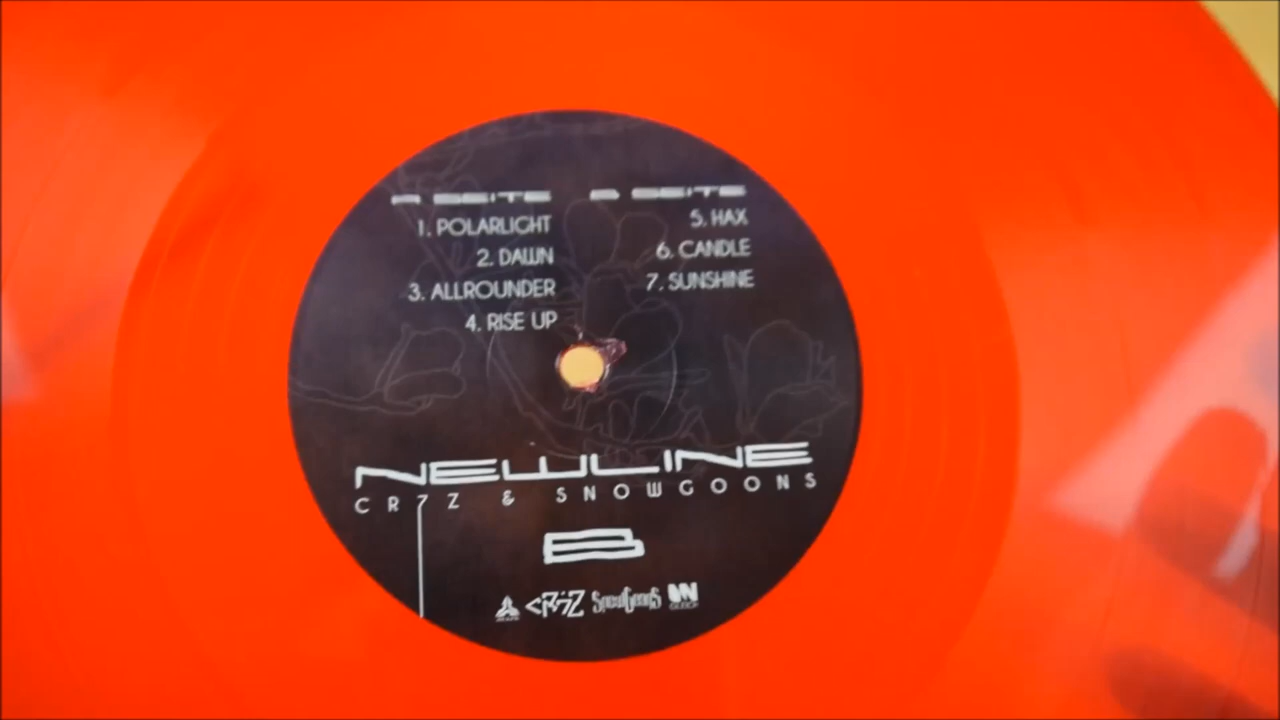 A SEITE
1. POLARLIGHT
2. DAWN
3. ALLROUNDER
4. RISE UP
B SEITE
5. HAX
6. CANDLE
7. SUNSHINE
NEWLINE
CR7Z & SNOWGOONS
B
CR7Z SNOWGOONS